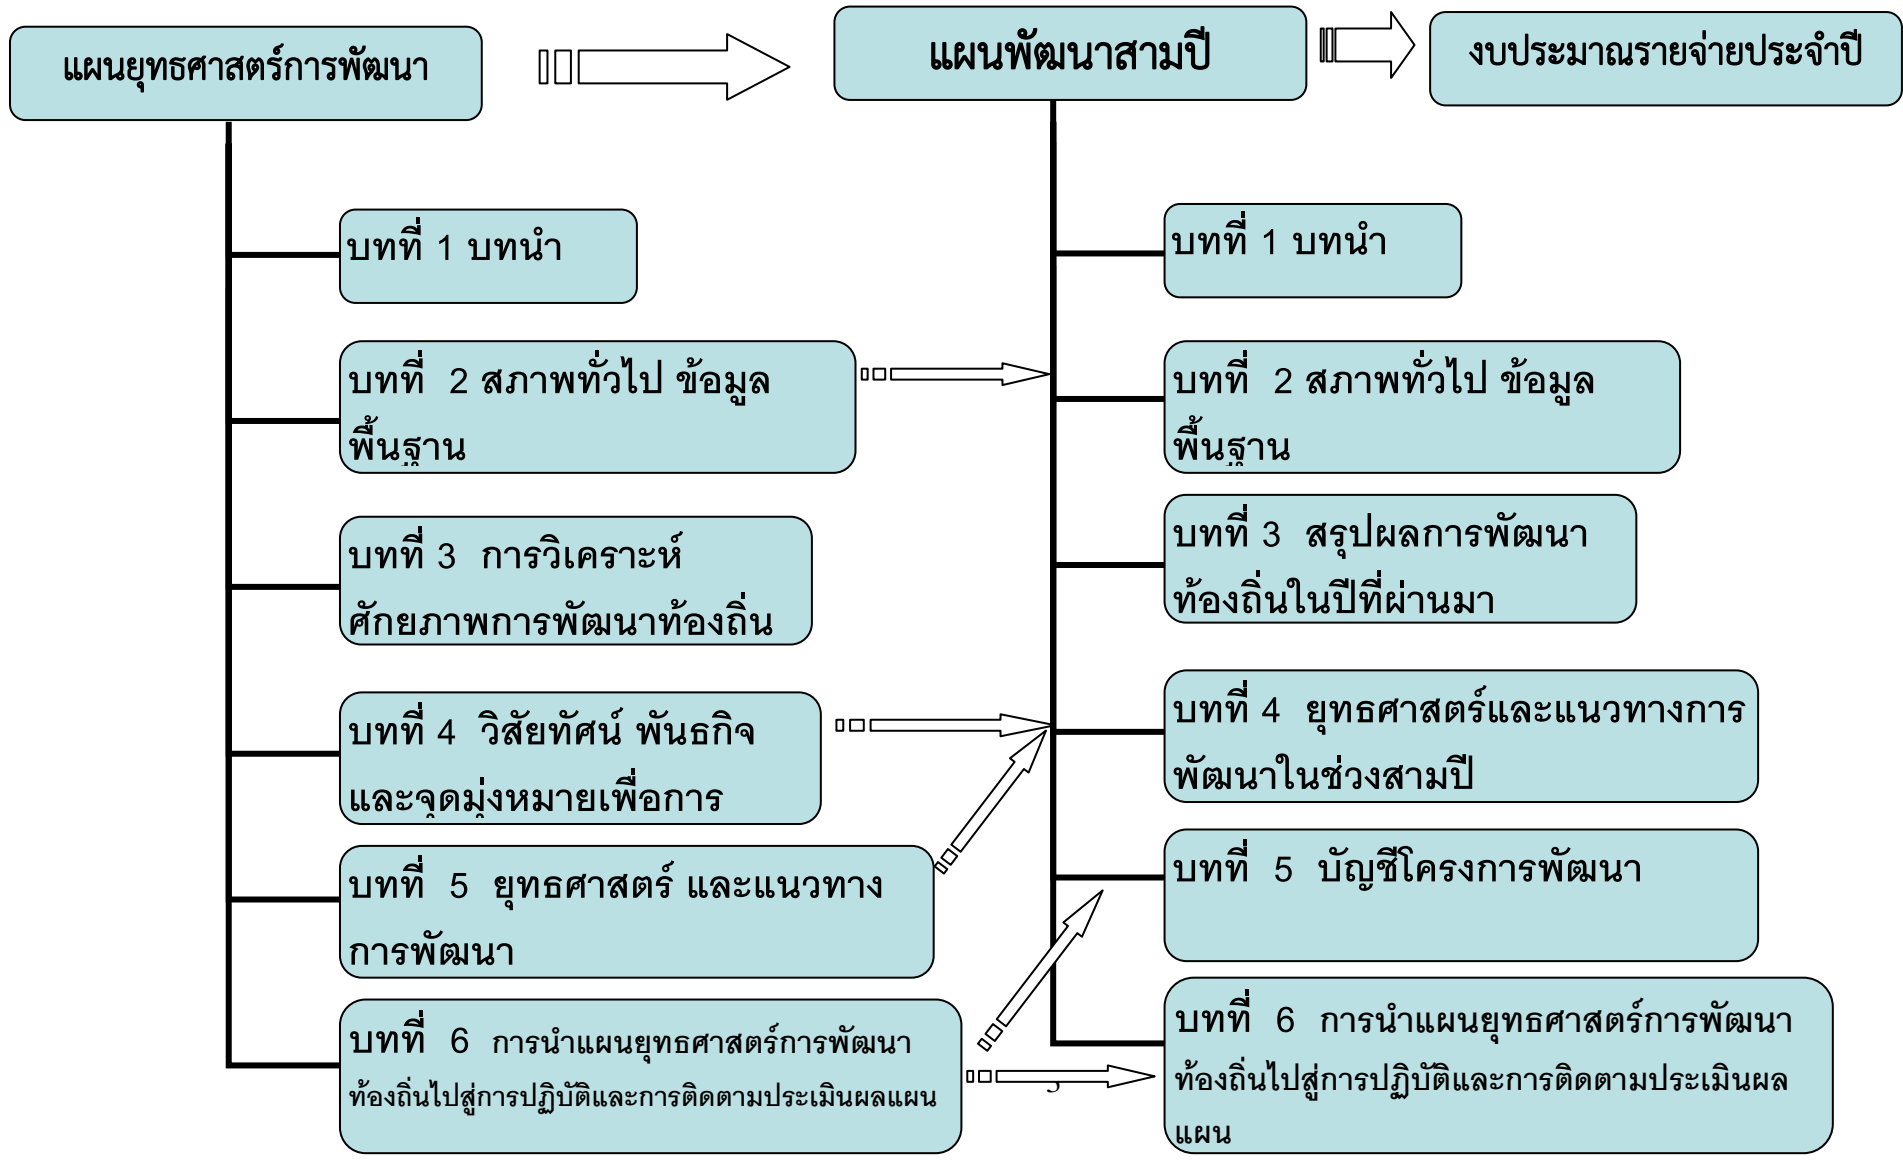 แผนยุทธศาสตร์การพัฒนา
แผนพัฒนาสามปี
งบประมาณรายจ่ายประจำปี
บทที่ 1 บทนำ
บทที่ 2 สภาพทั่วไป ข้อมูล
พื้นฐาน
บทที่ 3 การวิเคราะห์
ศักยภาพการพัฒนาท้องถิ่น
บทที่ 4 วิสัยทัศน์ พันธกิจ
และจุดมุ่งหมายเพื่อการ
บทที่ 5 ยุทธศาสตร์ และแนวทาง
การพัฒนา
บทที่ 6 การนำแผนยุทธศาสตร์การพัฒนา
ท้องถิ่นไปสู่การปฏิบัติและการติดตามประเมินผลแผน
บทที่ 1 บทนำ
บทที่ 2 สภาพทั่วไป ข้อมูล
พื้นฐาน
บทที่ 3 สรุปผลการพัฒนา
ท้องถิ่นในปีที่ผ่านมา
บทที่ 4 ยุทธศาสตร์และแนวทางการ
พัฒนาในช่วงสามปี
บทที่ 5 บัญชีโครงการพัฒนา
บทที่ 6 การนำแผนยุทธศาสตร์การพัฒนา
ท้องถิ่นไปสู่การปฏิบัติและการติดตามประเมินผล
แผน